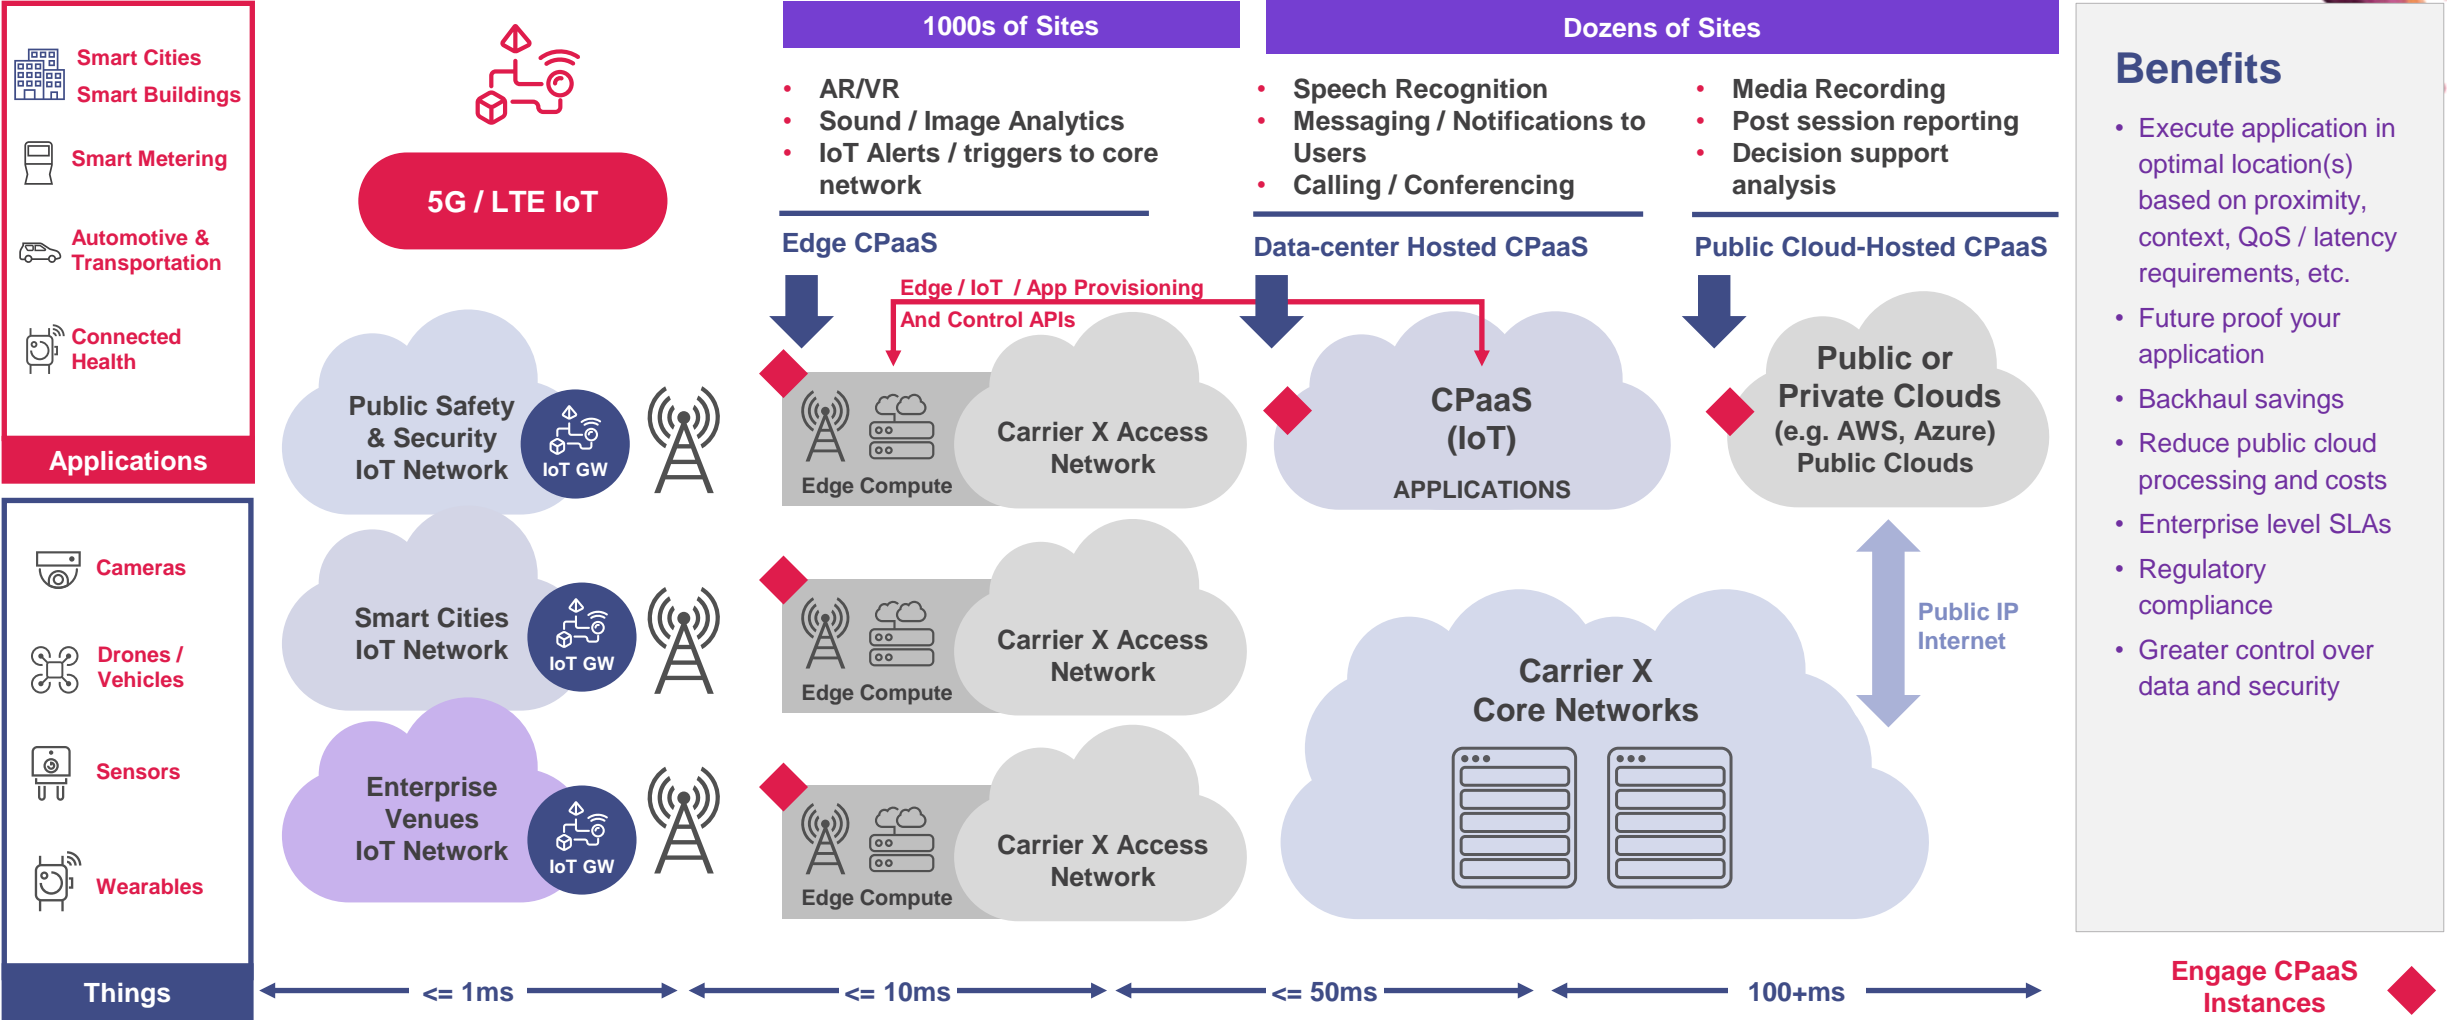 Smart Cities
Smart Buildings
Smart Metering
Automotive &
Transportation
Connected
Health
Applications
Cameras
Drones /
Vehicles
Sensors
Wearables
Things
5G / LTE IoT
1000s of Sites
• AR/VR
• Sound / Image Analytics
• IoT Alerts / triggers to core
network
Edge CPaaS
Dozens of Sites
• Speech Recognition
• Messaging / Notifications to
Users
• Calling / Conferencing
Data-center Hosted CPaaS
• Media Recording
• Post session reporting
• Decision support
analysis
Public Cloud-Hosted CPaaS
Edge / IoT / App Provisioning
And Control APIs
Public Safety
& Security
IoT Network
IoT GW
Edge Compute
Carrier X Access
Network
CPaaS
(IoT)
APPLICATIONS
Public or
Private Clouds
(e.g. AWS, Azure)
Public Clouds
Smart Cities
IoT Network
IoT GW
Edge Compute
Carrier X Access
Network
Public IP
Internet
Carrier X
Core Networks
Enterprise
Venues
IoT Network
IoT GW
Edge Compute
Carrier X Access
Network
<= 1ms
<= 10ms
<= 50ms
100+ms
Benefits
• Execute application in
optimal location(s)
based on proximity,
context, QoS / latency
requirements, etc.
• Future proof your
application
• Backhaul savings
• Reduce public cloud
processing and costs
• Enterprise level SLAs
• Regulatory
compliance
• Greater control over
data and security
Engage CPaaS
Instances